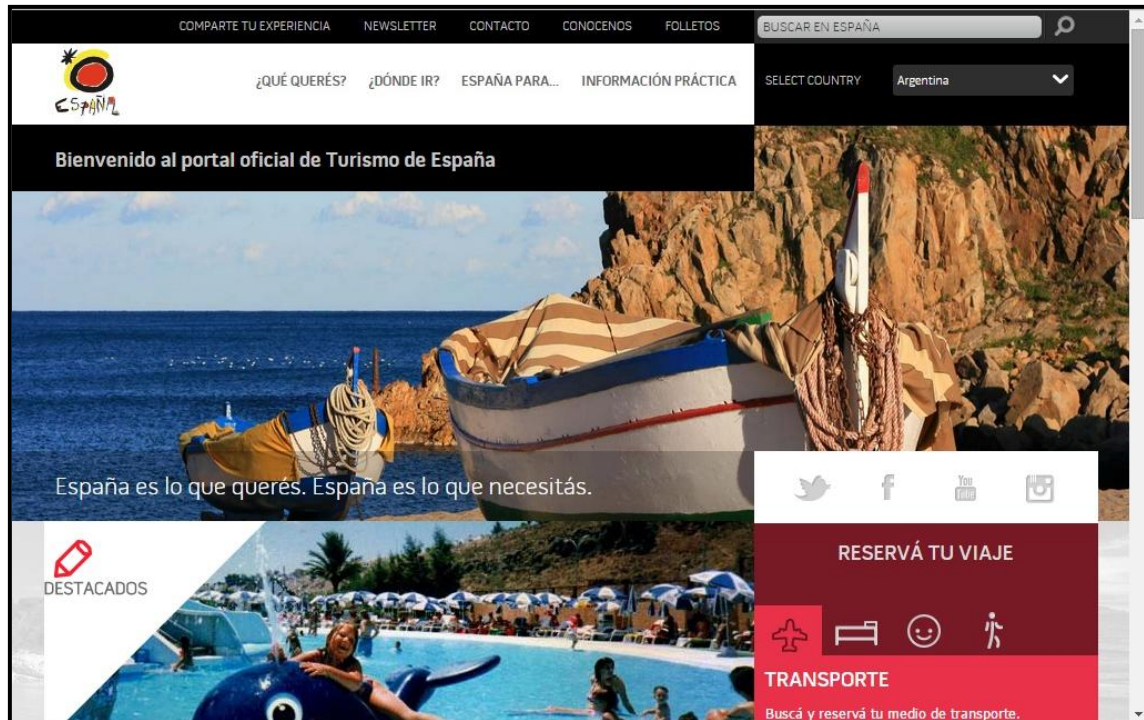 COMPARTE TU EXPERIENCIA NEWSLETTER CONTACTO CONOCENOS FOLLETOS BUSCAR EN ESPAÑA
ESPAÑA
¿QUÉ QUERÉS? ¿DÓNDE IR? ESPAÑA PARA... INFORMACIÓN PRÁCTICA SELECT COUNTRY Argentina
Bienvenido al portal oficial de Turismo de España
España es lo que querés. España es lo que necesitás.
You Tube
DESTACADOS
RESERVÁ TU VIAJE
TRANSPORTE
Buscá y reservá tu medio de transporte.